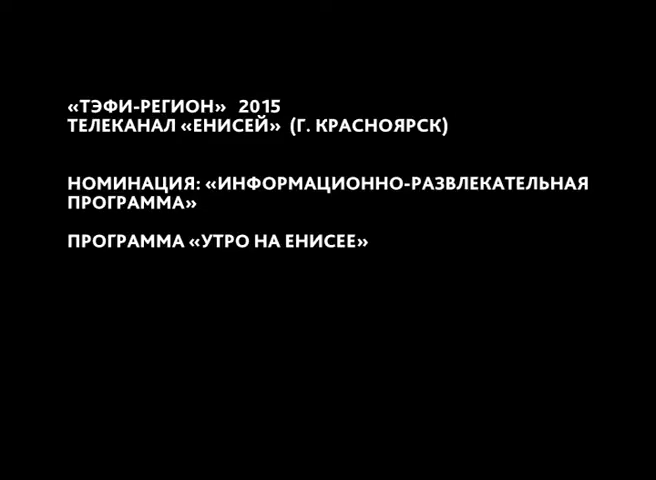 «ТЭФИ-РЕГИОН» 2015
ТЕЛЕКАНАЛ «ЕНИСЕЙ» (Г. КРАСНОЯРСК)
НОМИНАЦИЯ: «ИНФОРМАЦИОННО-РАЗВЛЕКАТЕЛЬНАЯ
ПРОГРАММА»
ПРОГРАММА «УТРО НА ЕНИСЕЕ»